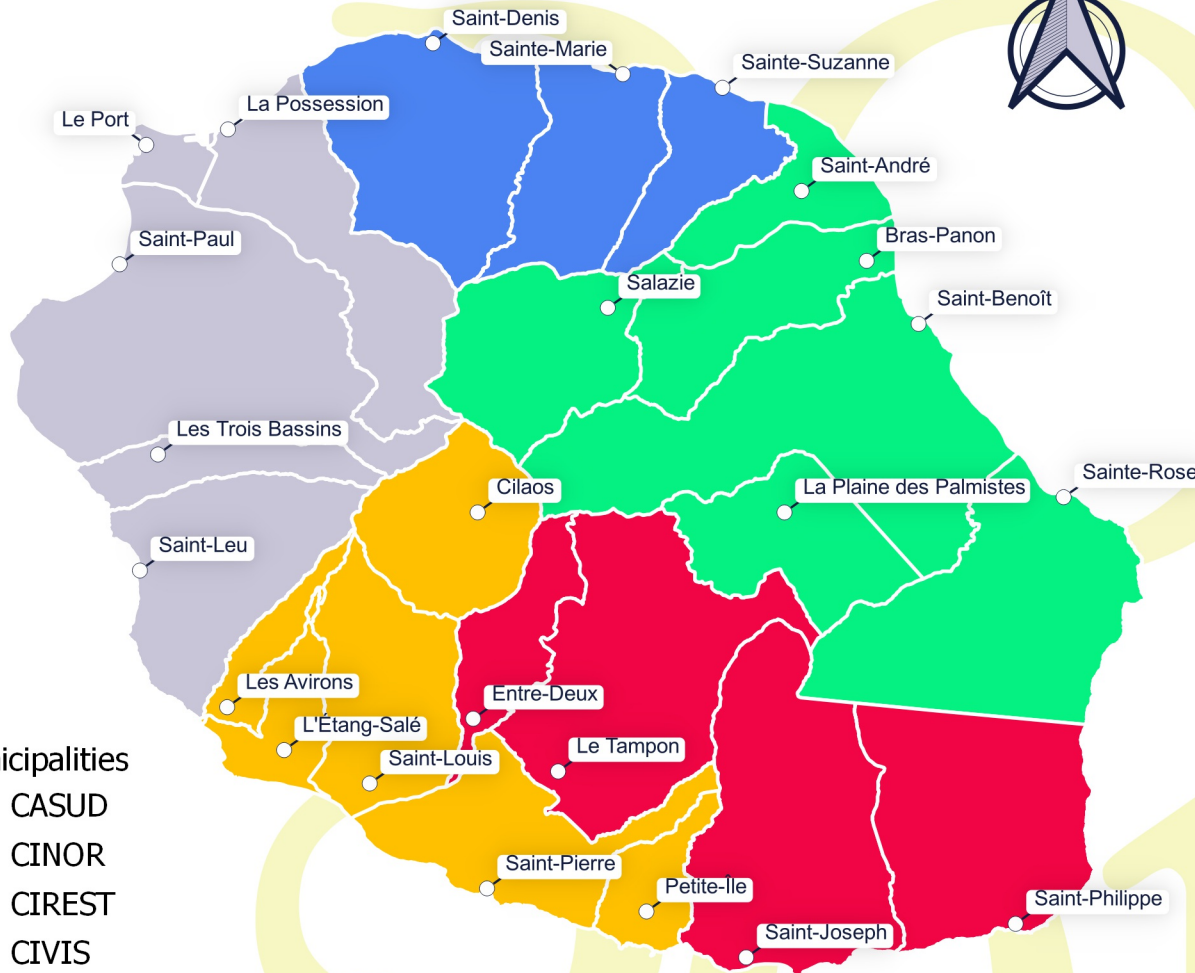 Saint-Denis
Sainte-Marie
Sainte-Suzanne
La Possession
Le Port
Saint-André
Saint-Paul
Bras-Panon
Salazie
Saint-Benoît
Les Trois Bassins
Sainte-Rose
Cilaos
La Plaine des Palmistes
Saint-Leu
Les Avirons
Entre-Deux
L'Étang-Salé
Le Tampon
Saint-Louis
icipalities
CASUD
CINOR
Saint-Pierre
Petite-Île
Saint-Philippe
CIREST
Saint-Joseph
CIVIS